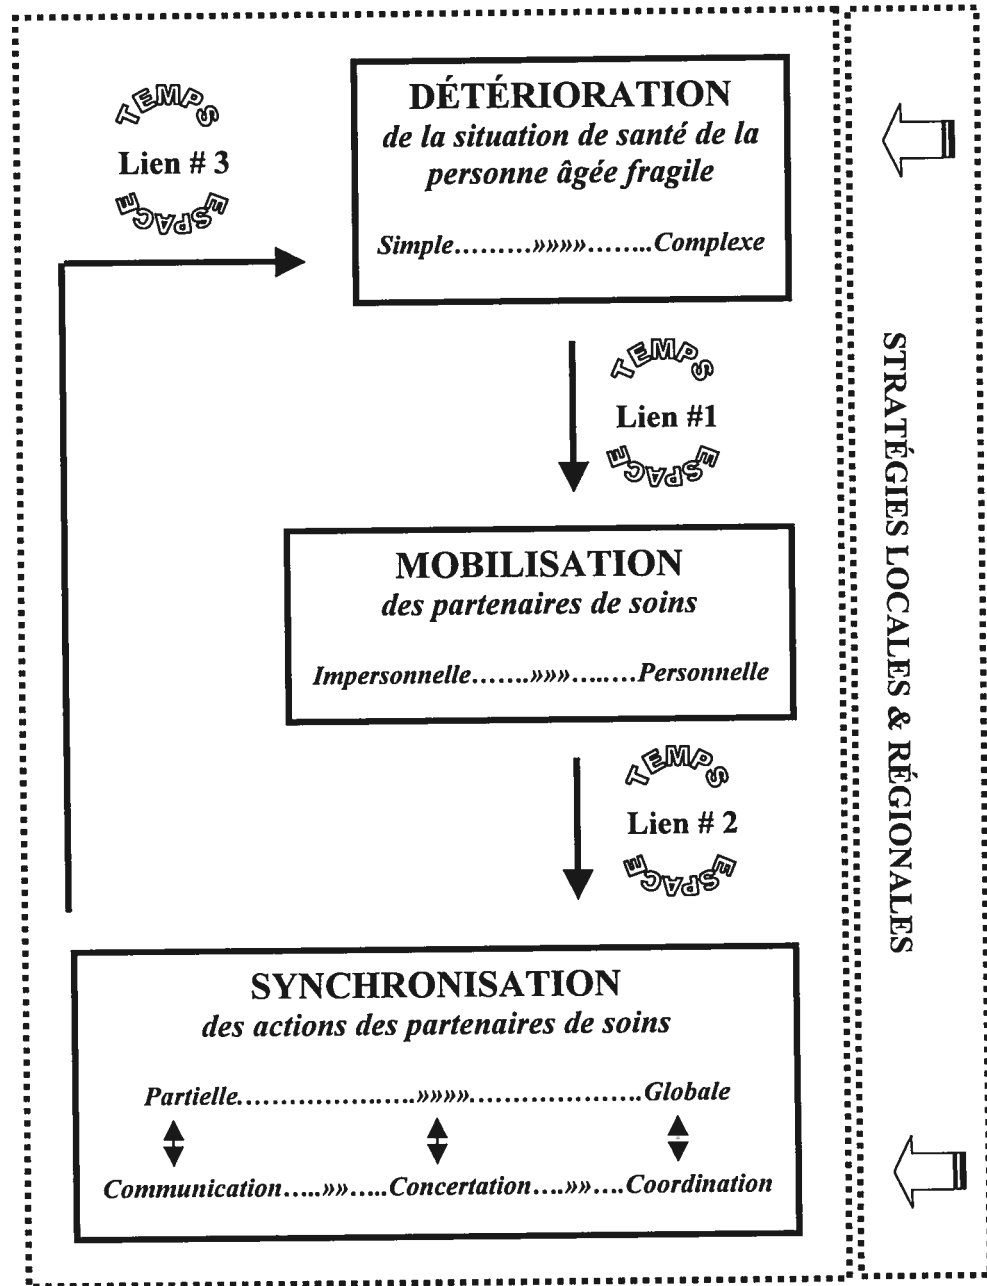 TEMPS
Lien # 3
ESPACE
DÉTÉRIORATION
de la situation de santé de la
personne âgée fragile
Simple.........»»»»........Complexe
TEMPS
Lien #1
ESPACE
MOBILISATION
des partenaires de soins
Impersonnelle.......»»»........Personnelle
TEMPS
Lien # 2
ESPACE
SYNCHRONISATION
des actions des partenaires de soins
Partielle......................»»»»......................Globale
Communication.....»».....Concertation....»»....Coordination
STRATÉGIES LOCALES & RÉGIONALES